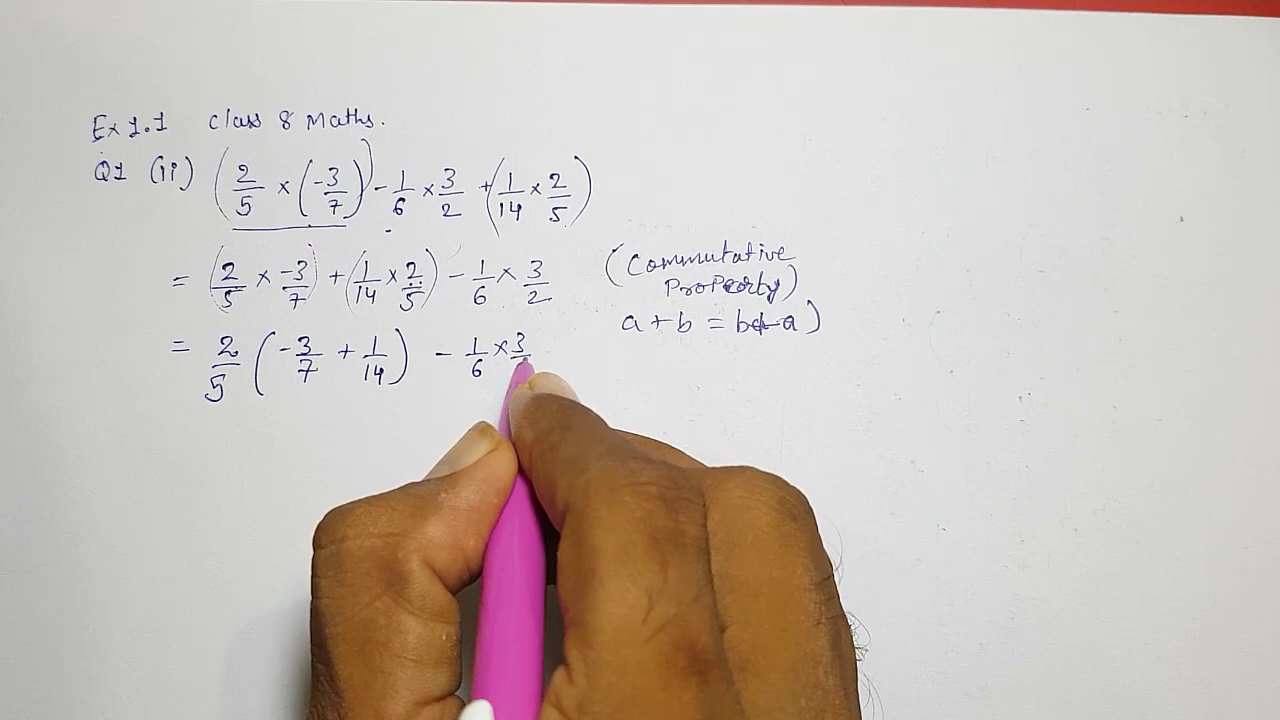 Ex 1.1 Class 8 Maths.
Q1 (ii) (2/5 × (-3/7)) - 1/6 × 3/2 + (1/14 × 2/5)
= (2/5 × -3/7) + (1/14 × 2/5) - 1/6 × 3/2 (Commutative
Property)
a + b = b+a)
= 2/5 (-3/7 + 1/14) - 1/6 × 3/